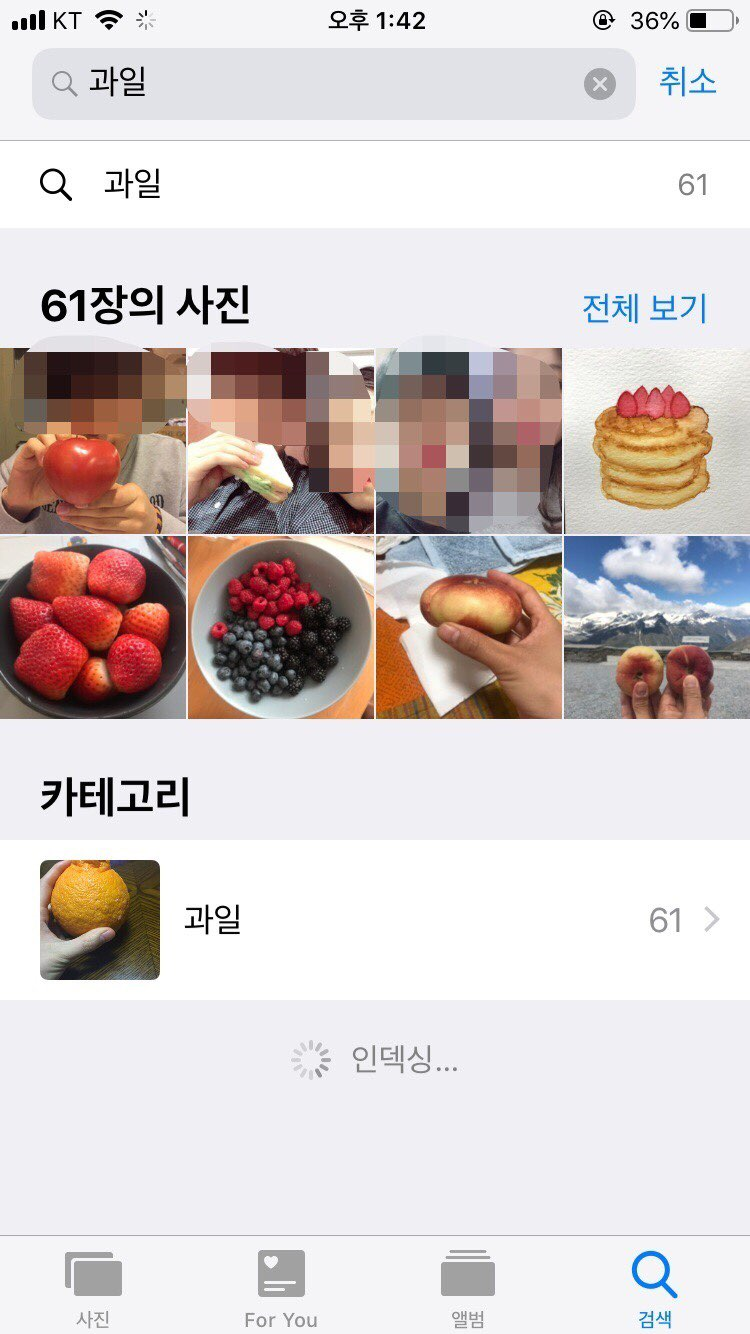 KT 오후 1:42 36%
과일 취소
과일 61
61장의 사진 전체 보기
카테고리
과일 61
인덱싱...
사진 For You 앨범 검색